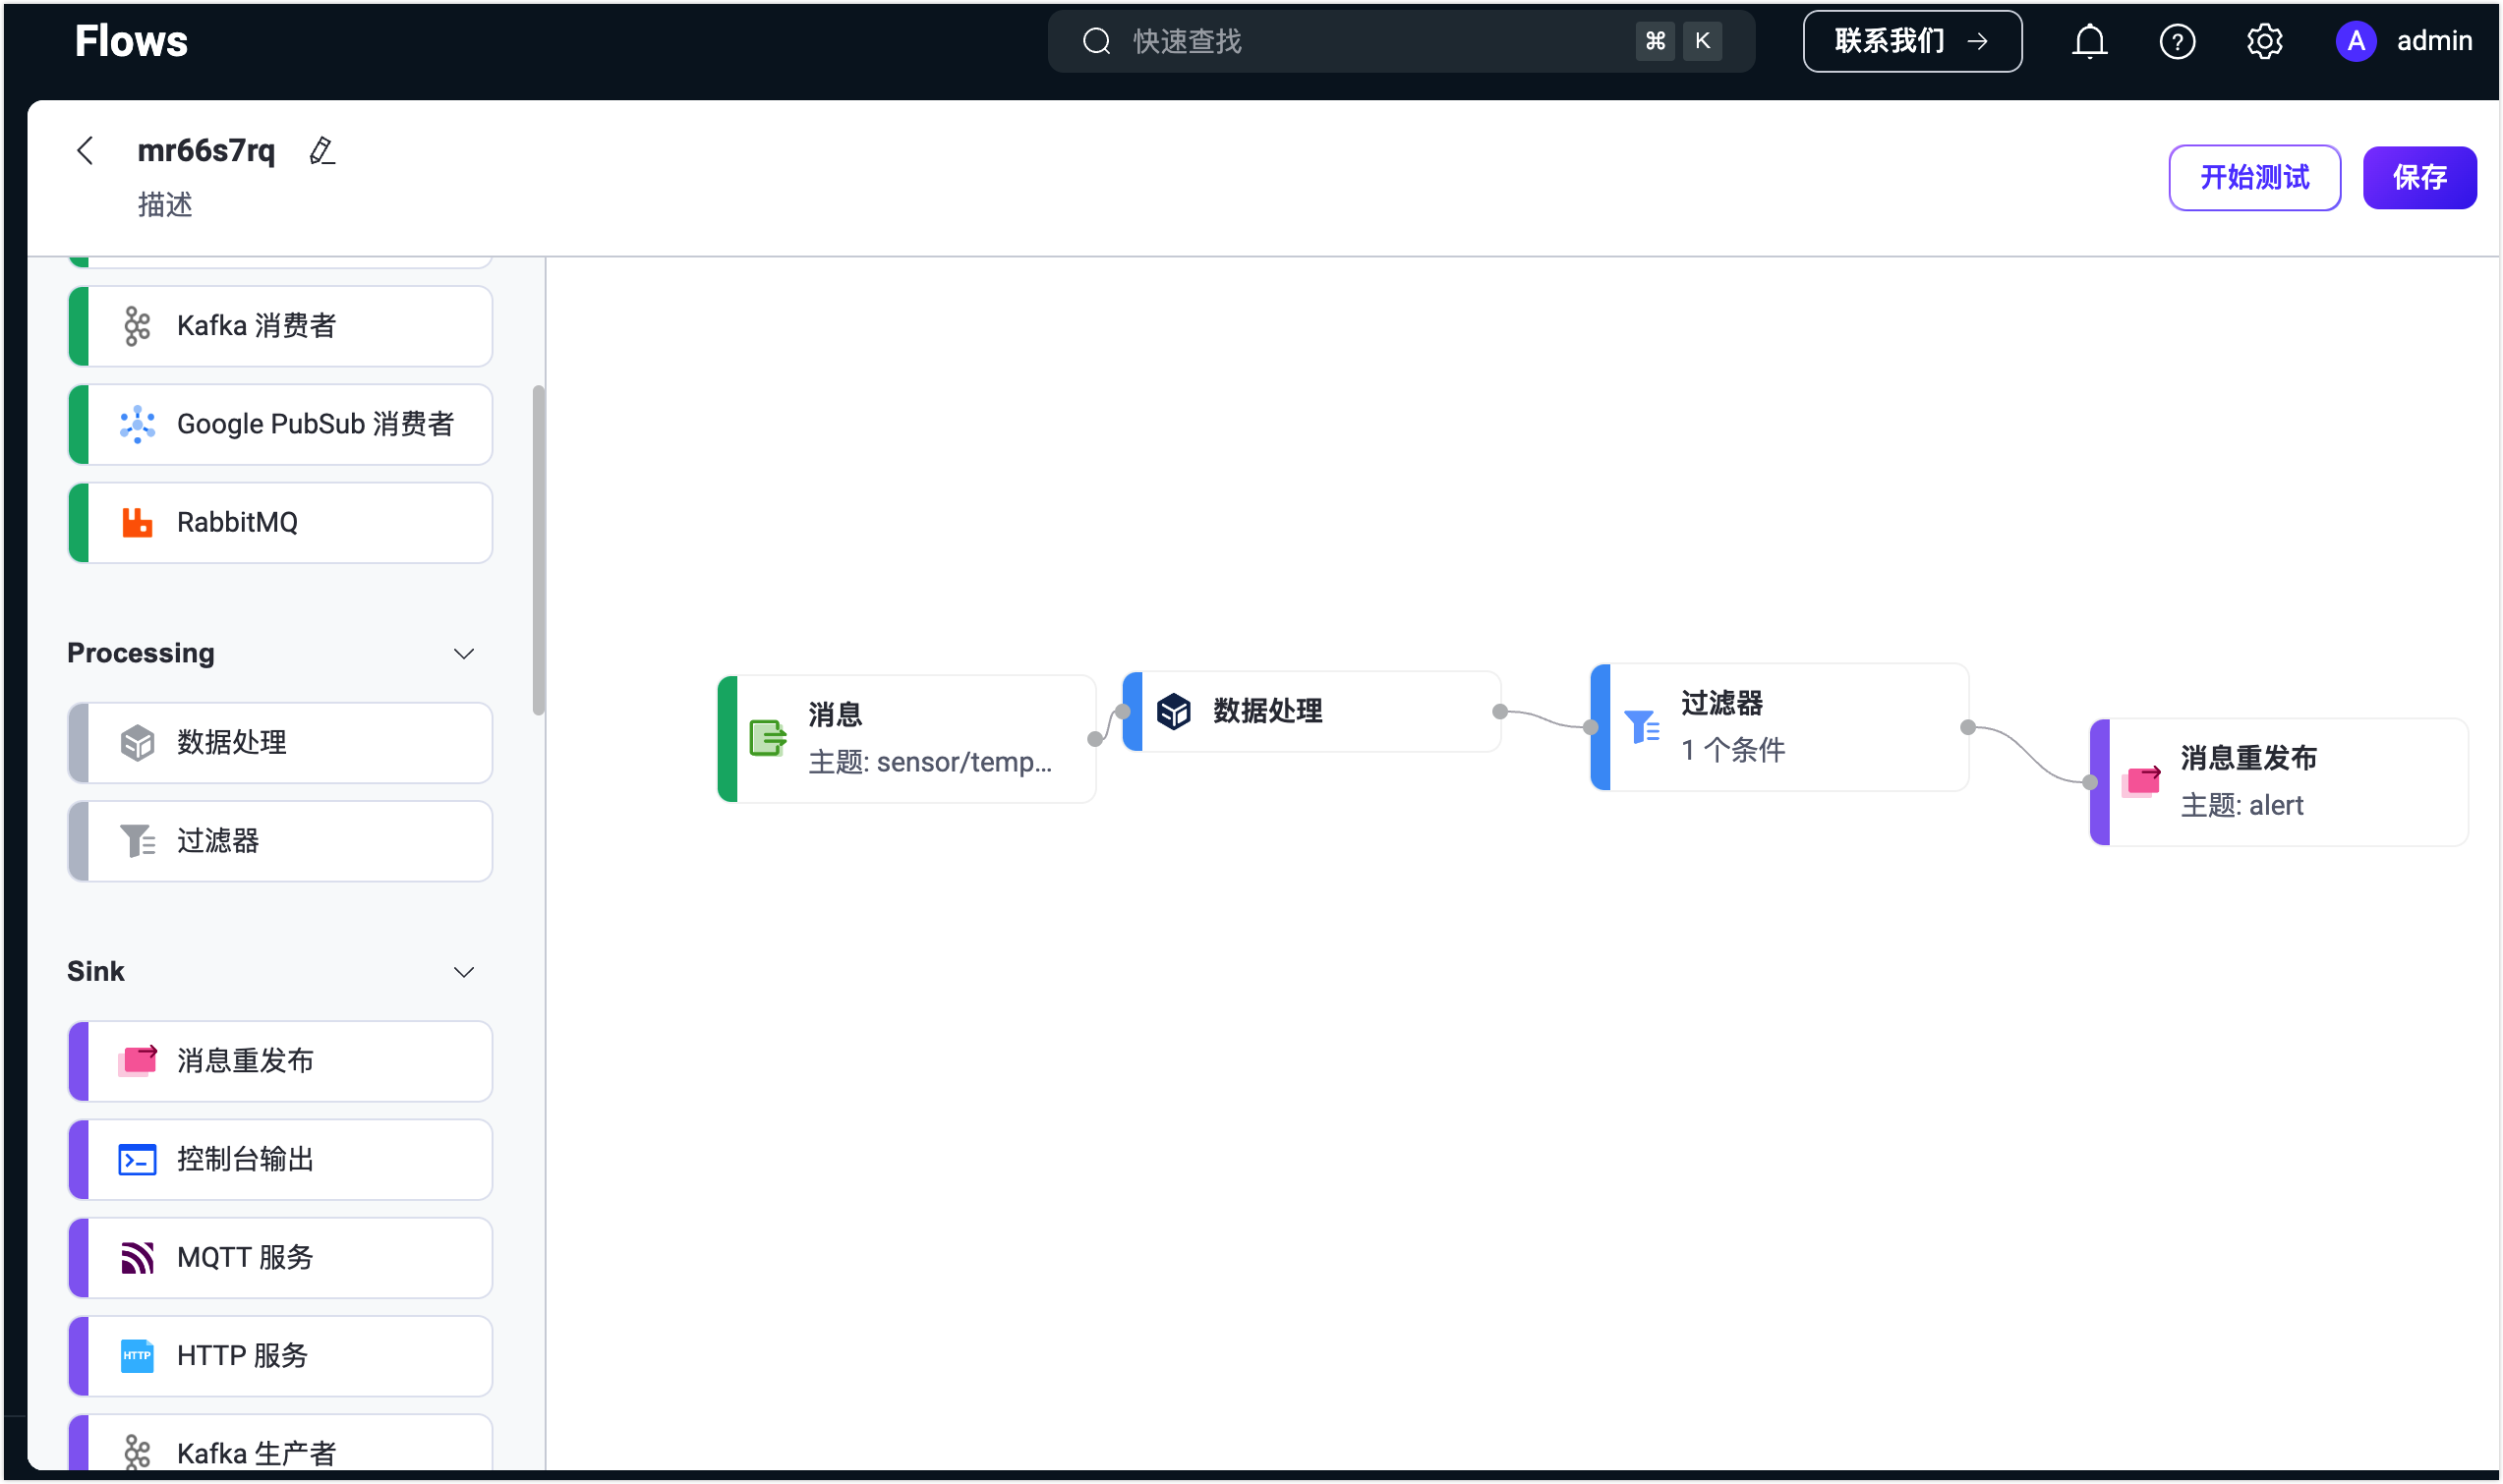 Flows
快速查找
⌘ K
联系我们 →
?
A admin
mr66s7rq
描述
开始测试
保存
Kafka 消费者
Google PubSub 消费者
RabbitMQ
Processing
数据处理
过滤器
Sink
消息重发布
控制台输出
MQTT 服务
HTTP
HTTP 服务
Kafka 生产者
消息
主题: sensor/temp...
数据处理
过滤器
1 个条件
消息重发布
主题: alert